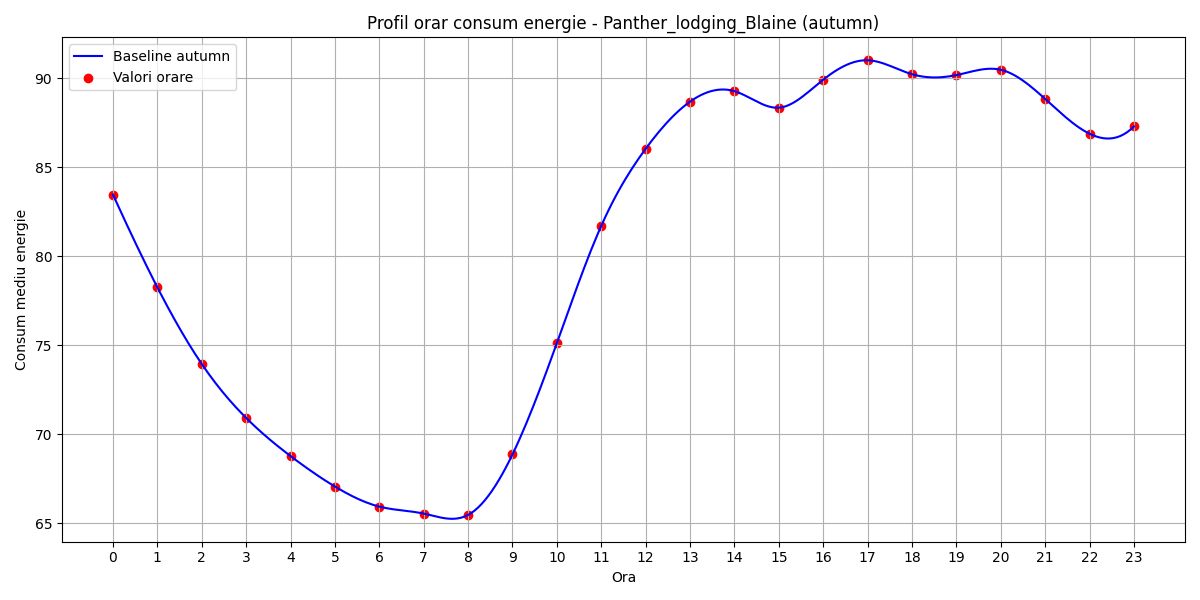 Profil orar consum energie - Panther_lodging_Blaine (autumn)
Baseline autumn
Valori orare
Consum mediu energie
90
85
80
75
70
65
0 1 2 3 4 5 6 7 8 9 10 11 12 13 14 15 16 17 18 19 20 21 22 23
Ora